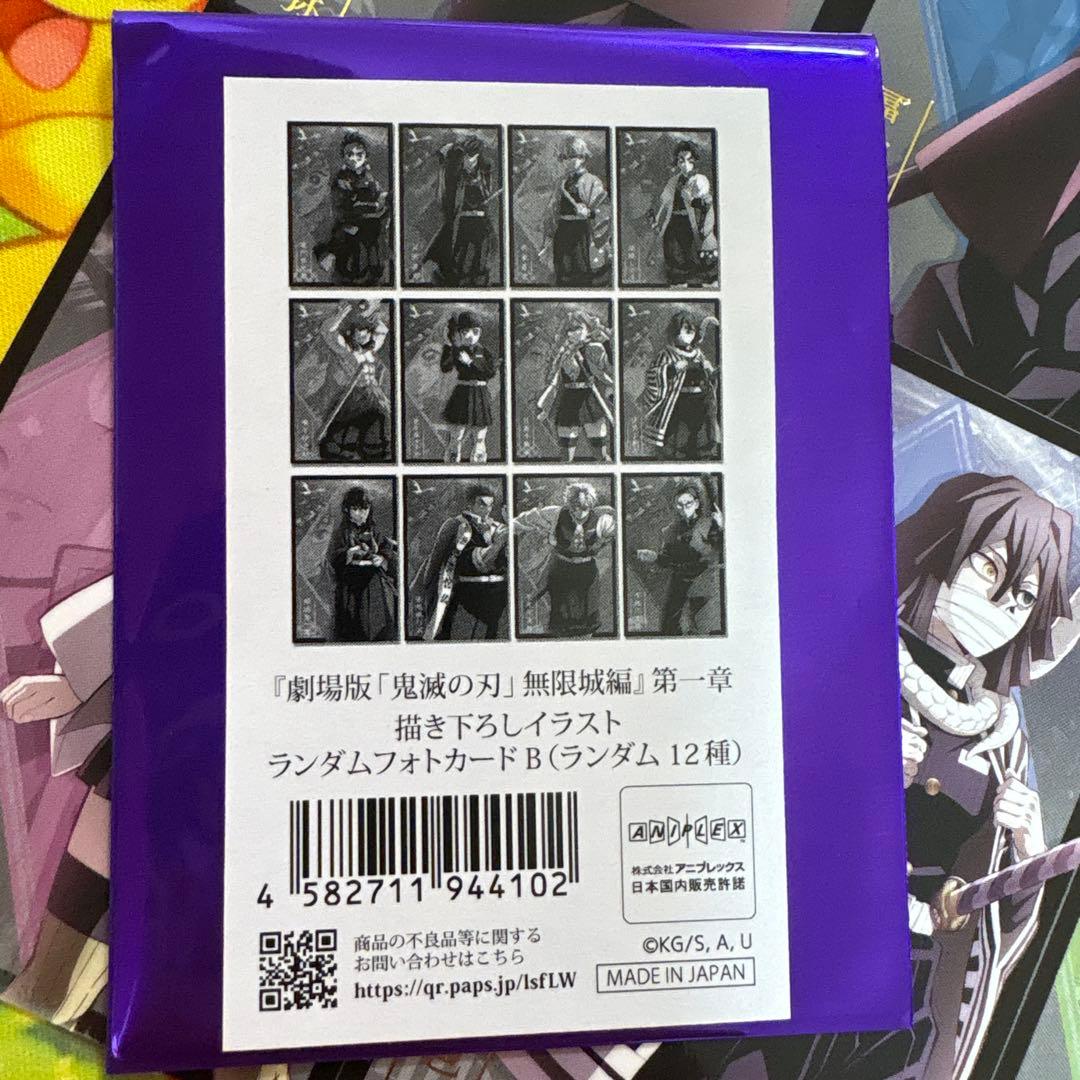 『劇場版「鬼滅の刃」無限城編』第一章
描き下ろしイラスト
ランダムフォトカード B（ランダム 12 種）
4 582711 944102
ANIPLEX
株式会社アニプレックス
日本国内販売許諾
商品の不良品等に関する
お問い合わせはこちら
https://qr.paps.jp/lsfLW
©KG/S, A, U
MADE IN JAPAN